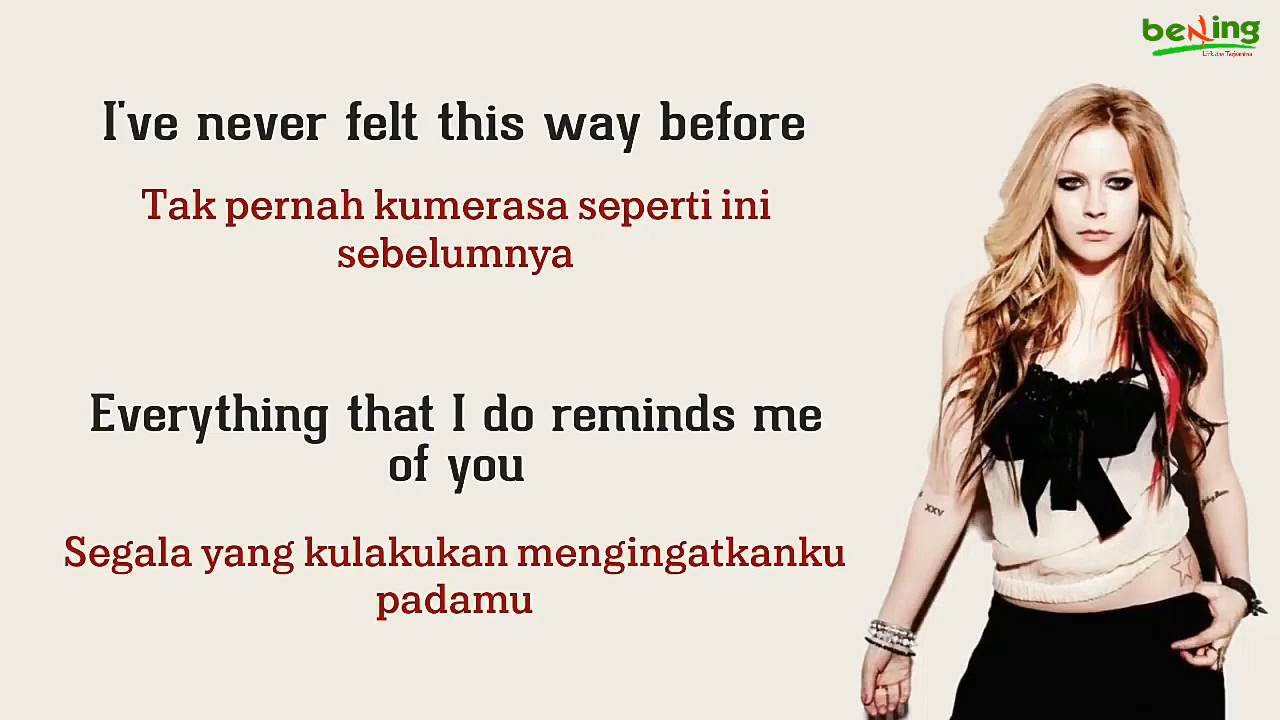 bening
Lirik dan Terjemahan
I've never felt this way before
Tak pernah kumerasa seperti ini
sebelumnya
Everything that I do reminds me
of you
Segala yang kulakukan mengingatkanku
padamu
XXV